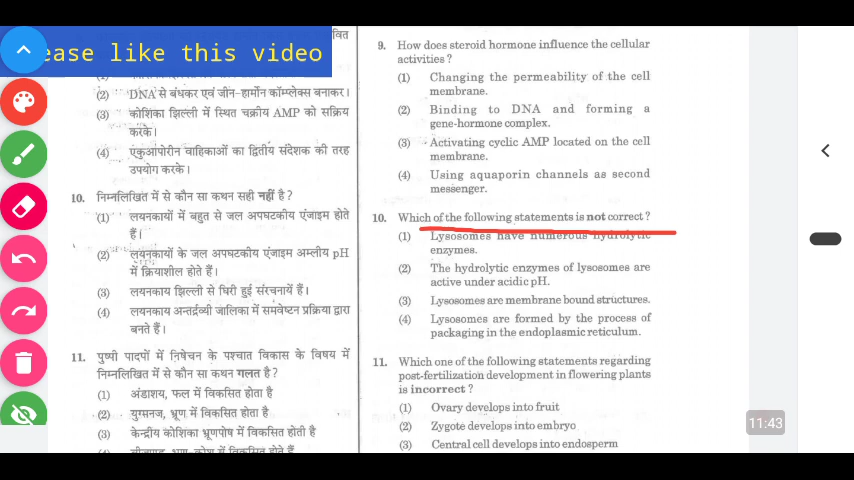 ease like this video
वित
(2) DNA से बंधकर एवं जीन-हार्मोन कॉम्प्लेक्स बनाकर।
(3) कोशिका झिल्ली में स्थित चक्रीय AMP को सक्रिय
करके।
(4) एकुआपोरीन वाहिकाओं का द्वितीय संदेशक की तरह
उपयोग करके।
10. निम्नलिखित में से कौन सा कथन सही नहीं है ?
(1) लयनकायों में बहुत से जल अपघटकीय एंजाइम होते
हैं।
(2) लयनकायों के जल अपघटकीय एंजाइम अम्लीय pH
में क्रियाशील होते हैं।
(3) लयनकाय झिल्ली से घिरी हुई संरचनायें हैं।
(4) लयनकाय अन्तर्द्रव्यी जालिका में समवेष्टन प्रक्रिया द्वारा
बनते हैं।
11. पुष्पी पादपों में निषेचन के पश्चात विकास के विषय में
निम्नलिखित में से कौन सा कथन गलत है ?
(1) अंडाशय, फल में विकसित होता है
(2) युग्मनज, भ्रूण में विकसित होता है
(3) केन्द्रीय कोशिका भ्रूणपोष में विकसित होती है
9. How does steroid hormone influence the cellular
activities ?
(1) Changing the permeability of the cell
membrane.
(2) Binding to DNA and forming a
gene-hormone complex.
(3) Activating cyclic AMP located on the cell
membrane.
(4) Using aquaporin channels as second
messenger.
10. Which of the following statements is not correct ?
(1) Lysosomes have numerous hydrolytic
enzymes.
(2) The hydrolytic enzymes of lysosomes are
active under acidic pH.
(3) Lysosomes are membrane bound structures.
(4) Lysosomes are formed by the process of
packaging in the endoplasmic reticulum.
11. Which one of the following statements regarding
post-fertilization development in flowering plants
is incorrect ?
(1) Ovary develops into fruit
(2) Zygote develops into embryo
(3) Central cell develops into endosperm
11:43